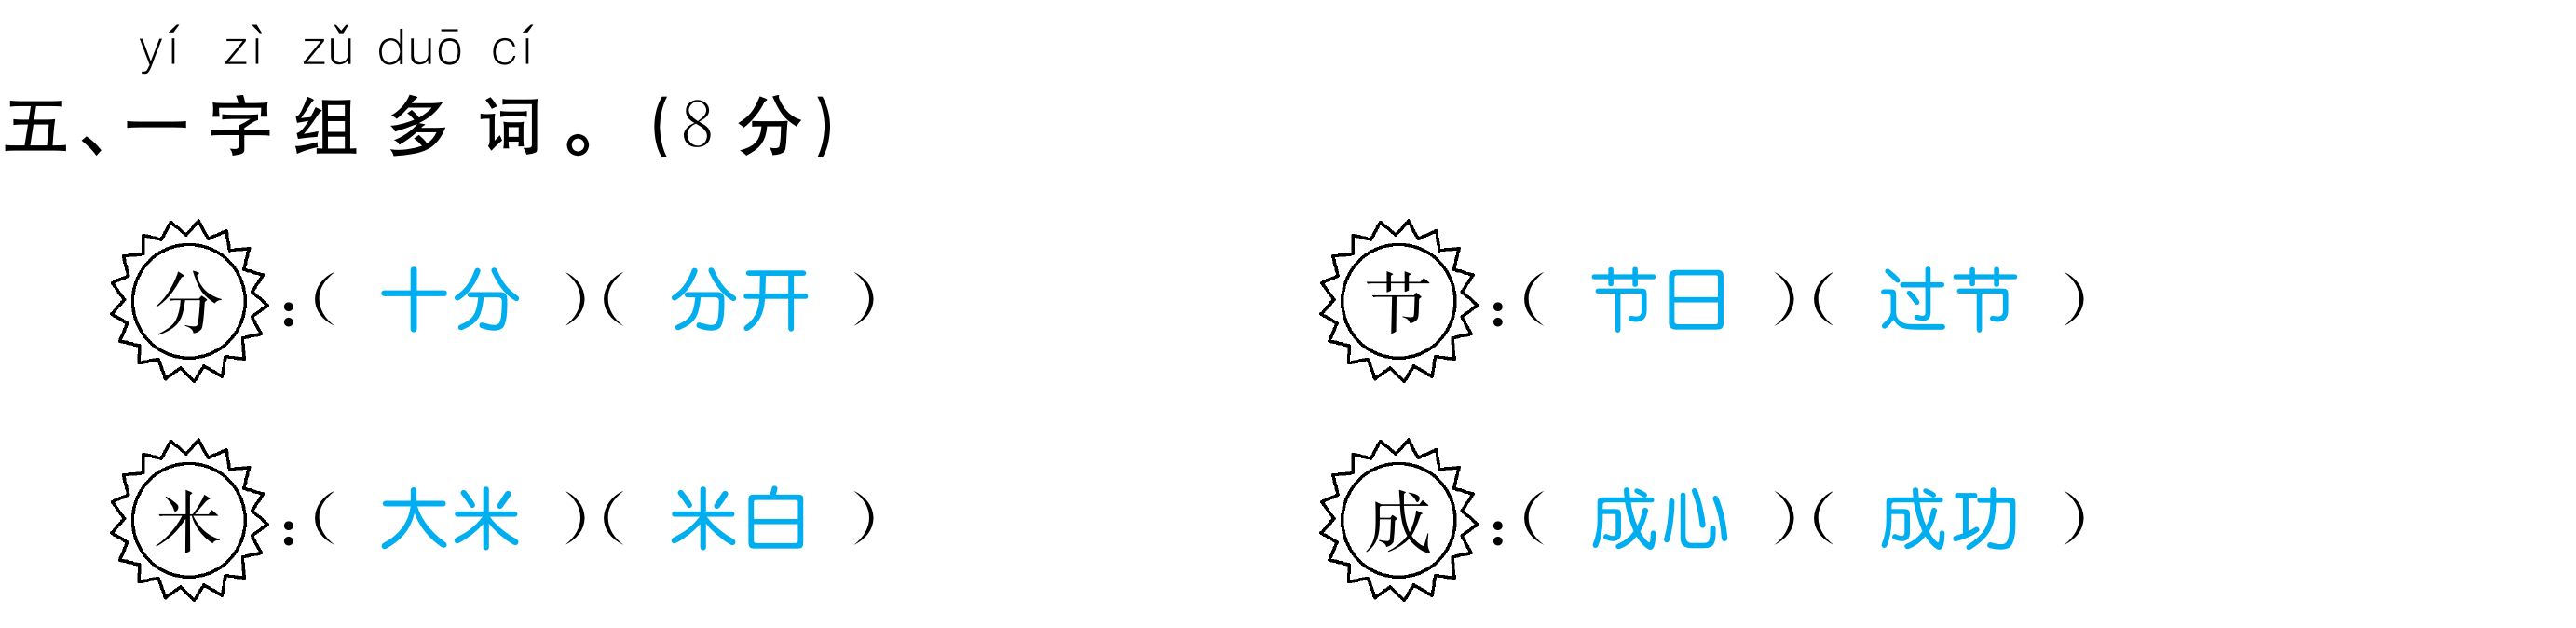 yí zì zǔ duō cí
五、一字组多词。(8分)
分：（十分）（分开） 节：（节日）（过节）
米：（大米）（米白） 成：（成心）（成功）